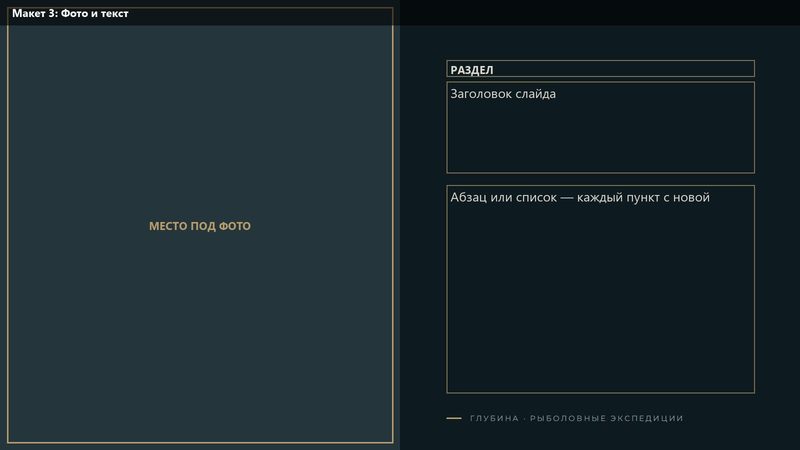 Макет 3: Фото и текст
МЕСТО ПОД ФОТО
РАЗДЕЛ
Заголовок слайда
Абзац или список — каждый пункт с новой
ГЛУБИНА · РЫБОЛОВНЫЕ ЭКСПЕДИЦИИ